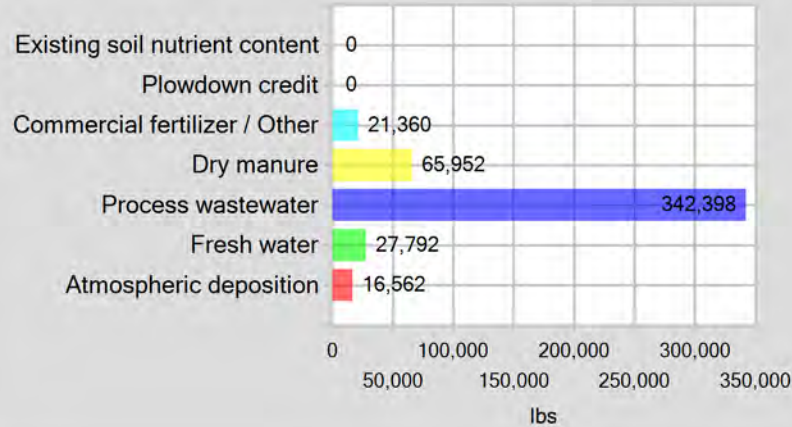 Existing soil nutrient content 0
Plowdown credit 0
Commercial fertilizer / Other 21,360
Dry manure 65,952
Process wastewater 342,398
Fresh water 27,792
Atmospheric deposition 16,562
0 100,000 200,000 300,000
50,000 150,000 250,000 350,000
lbs